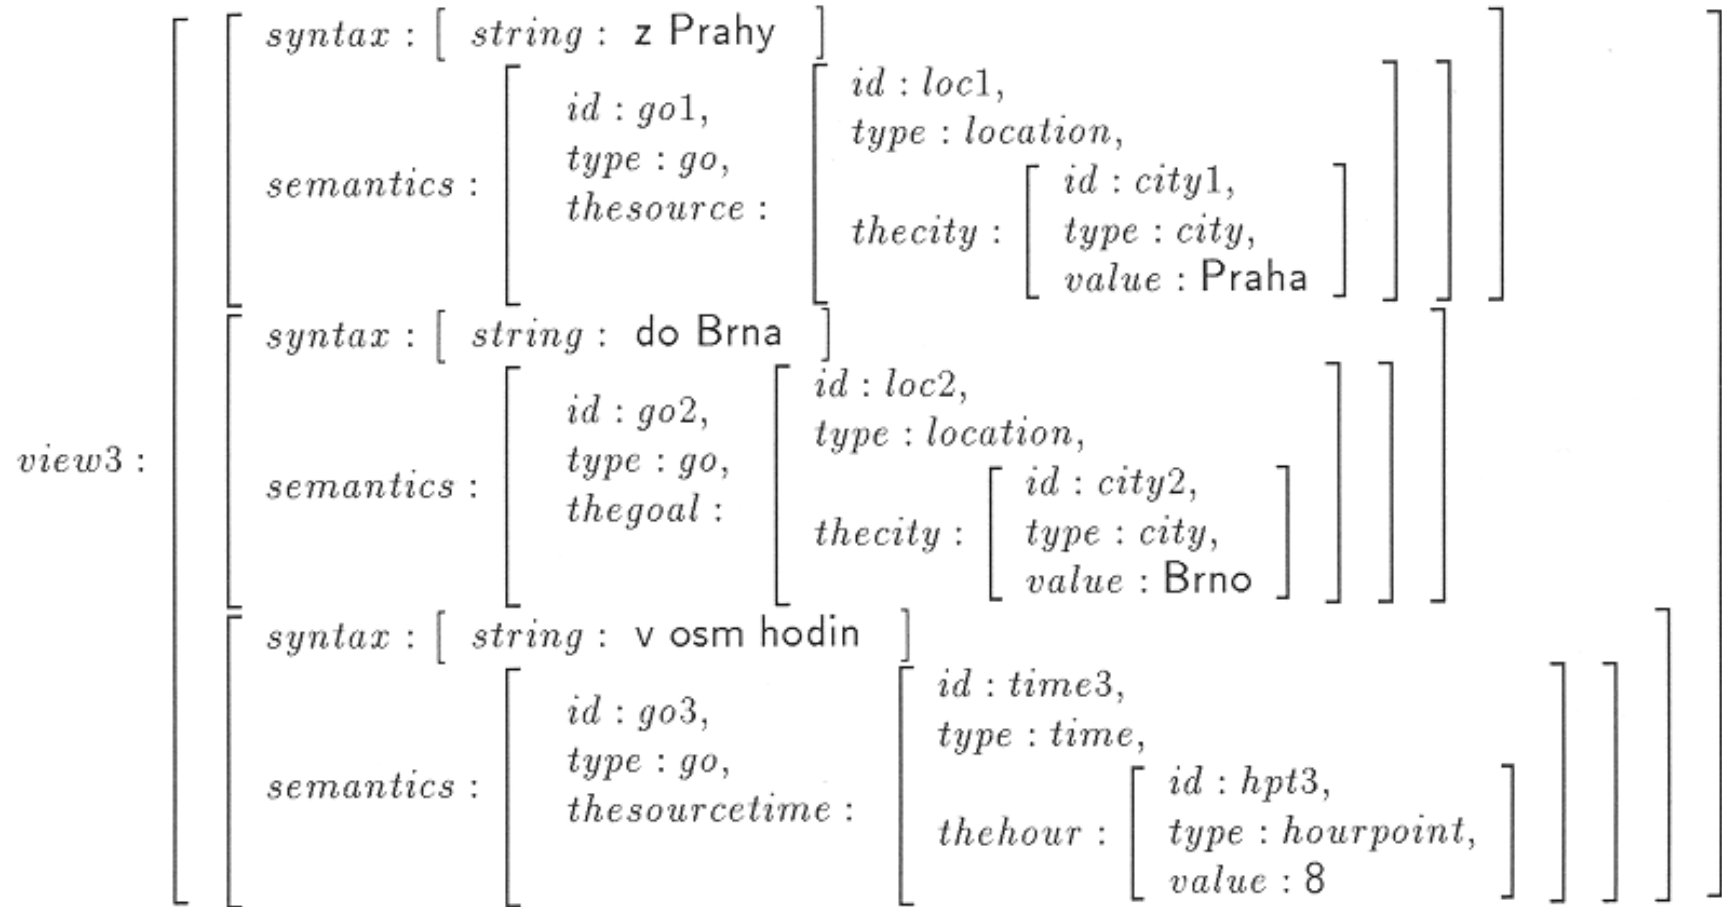 syntax : [ string : z Prahy ]
id : loc1,
id : go1,
type : location,
type : go,
semantics :
id : city1,
thesource :
thecity :
type : city,
value : Praha
syntax : [ string : do Brna ]
id : loc2,
id : go2,
type : location,
view3 :
type : go,
semantics :
id : city2,
thegoal :
thecity :
type : city,
value : Brno
syntax : [ string : v osm hodin ]
id : time3,
id : go3,
type : time,
type : go,
semantics :
id : hpt3,
thesourcetime :
thehour :
type : hourpoint,
value : 8